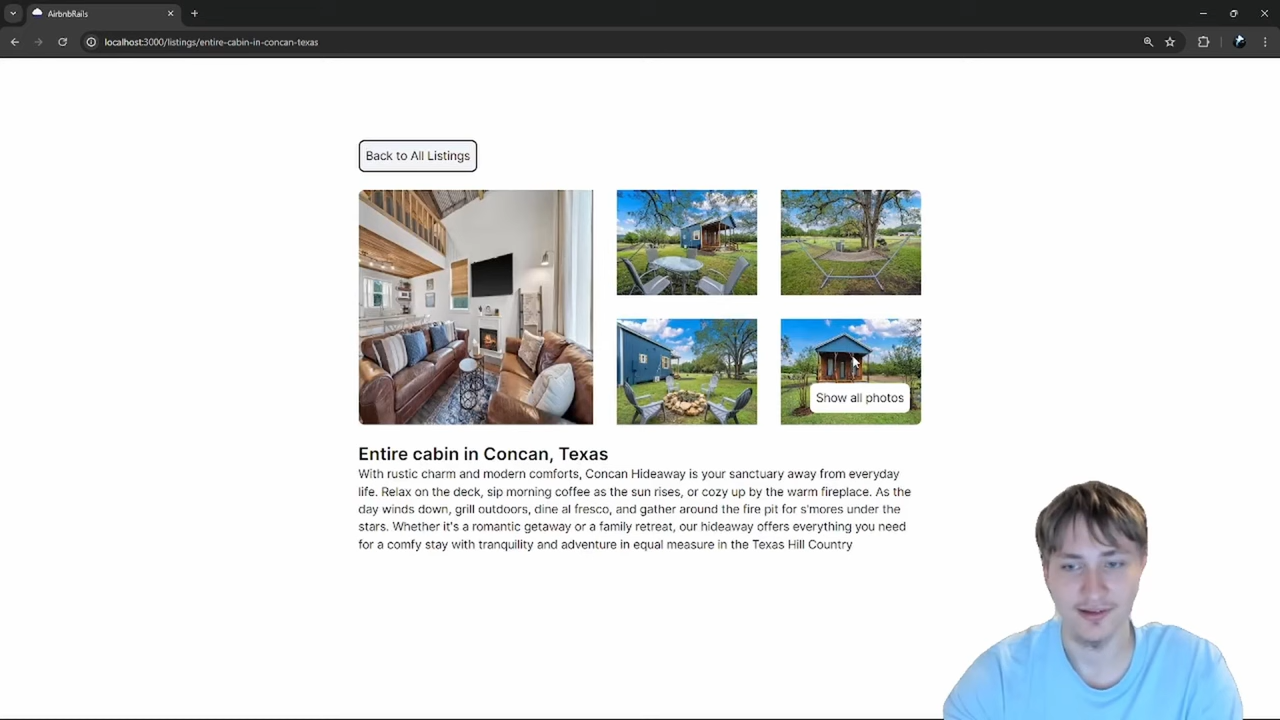 AirbnbRails
localhost:3000/listings/entire-cabin-in-concan-texas
Back to All Listings
Show all photos
Entire cabin in Concan, Texas
With rustic charm and modern comforts, Concan Hideaway is your sanctuary away from everyday
life. Relax on the deck, sip morning coffee as the sun rises, or cozy up by the warm fireplace. As the
day winds down, grill outdoors, dine al fresco, and gather around the fire pit for s'mores under the
stars. Whether it's a romantic getaway or a family retreat, our hideaway offers everything you need
for a comfy stay with tranquility and adventure in equal measure in the Texas Hill Country